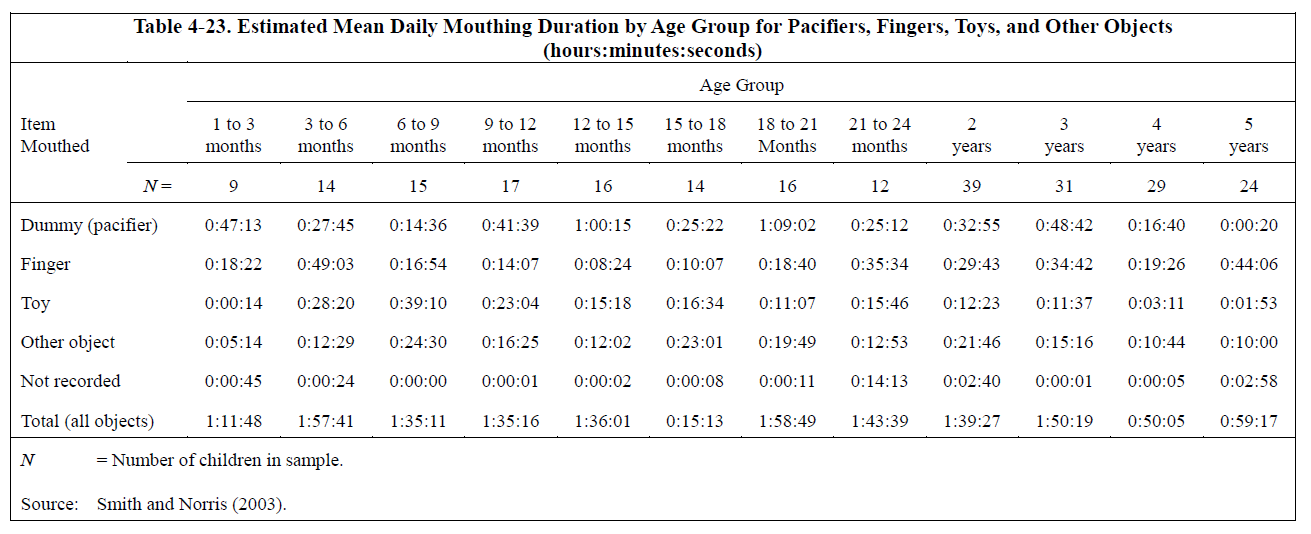 Table 4-23. Estimated Mean Daily Mouthing Duration by Age Group for Pacifiers, Fingers, Toys, and Other Objects
(hours:minutes:seconds)
Age Group
Item 1 to 3 3 to 6 6 to 9 9 to 12 12 to 15 15 to 18 18 to 21 21 to 24 2 3 4 5
Mouthed months months months months months months Months months years years years years
N = 9 14 15 17 16 14 16 12 39 31 29 24
Dummy (pacifier) 0:47:13 0:27:45 0:14:36 0:41:39 1:00:15 0:25:22 1:09:02 0:25:12 0:32:55 0:48:42 0:16:40 0:00:20
Finger 0:18:22 0:49:03 0:16:54 0:14:07 0:08:24 0:10:07 0:18:40 0:35:34 0:29:43 0:34:42 0:19:26 0:44:06
Toy 0:00:14 0:28:20 0:39:10 0:23:04 0:15:18 0:16:34 0:11:07 0:15:46 0:12:23 0:11:37 0:03:11 0:01:53
Other object 0:05:14 0:12:29 0:24:30 0:16:25 0:12:02 0:23:01 0:19:49 0:12:53 0:21:46 0:15:16 0:10:44 0:10:00
Not recorded 0:00:45 0:00:24 0:00:00 0:00:01 0:00:02 0:00:08 0:00:11 0:14:13 0:02:40 0:00:01 0:00:05 0:02:58
Total (all objects) 1:11:48 1:57:41 1:35:11 1:35:16 1:36:01 0:15:13 1:58:49 1:43:39 1:39:27 1:50:19 0:50:05 0:59:17
N = Number of children in sample.
Source: Smith and Norris (2003).